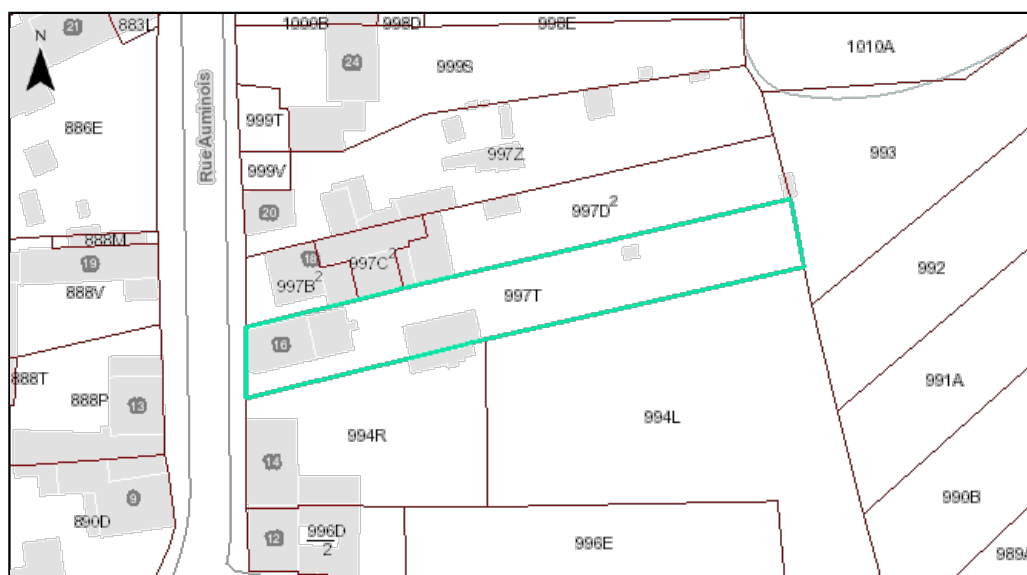 21
883L
1000B
998D
998E
1010A
N
24
999S
886E
Rue Auminois
999T
993
997Z
999V
20
997D²
888M
18
997C²
19
997B²
992
888V
997T
16
888T
991A
888P
13
994L
994R
14
9
990B
890D
12
996D
2
996E
989A